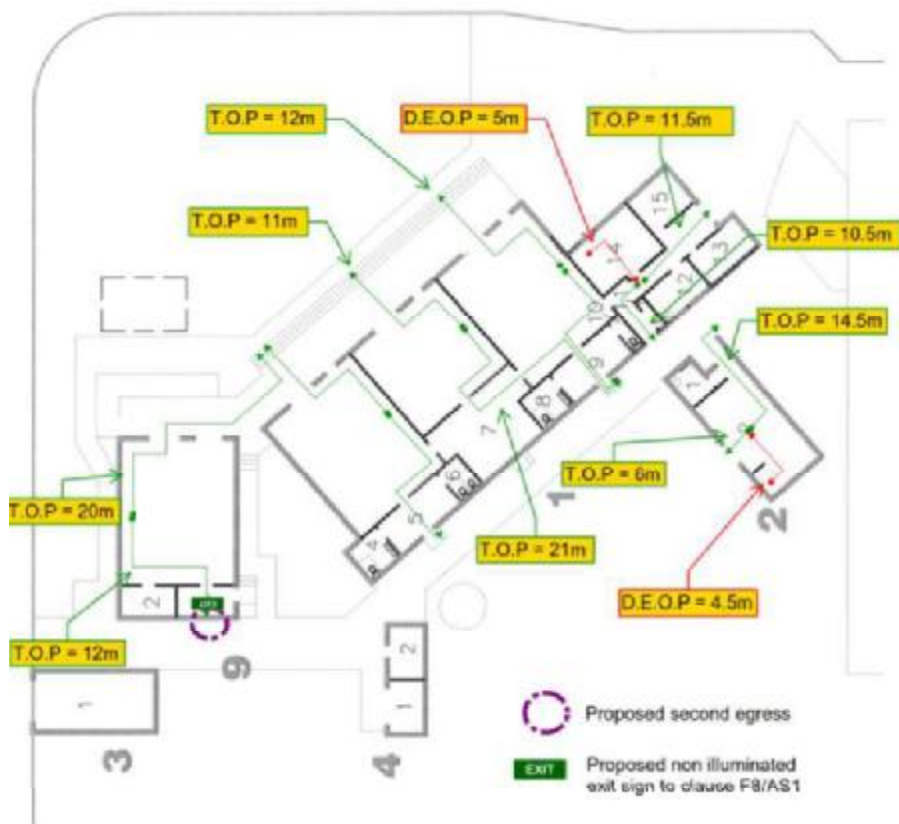 T.O.P = 12m
D.E.O.P = 5m
T.O.P = 11.5m
T.O.P = 11m
T.O.P = 10.5m
T.O.P = 14.5m
T.O.P = 6m
T.O.P = 20m
T.O.P = 21m
D.E.O.P = 4.5m
T.O.P = 12m
15
14
13
12
11
10
9
8
7
6
5
4
1
2
1
2
EXIT
9
1
3
2
1
4
1
Proposed second egress
EXIT
Proposed non illuminated
exit sign to clause F8/AS1